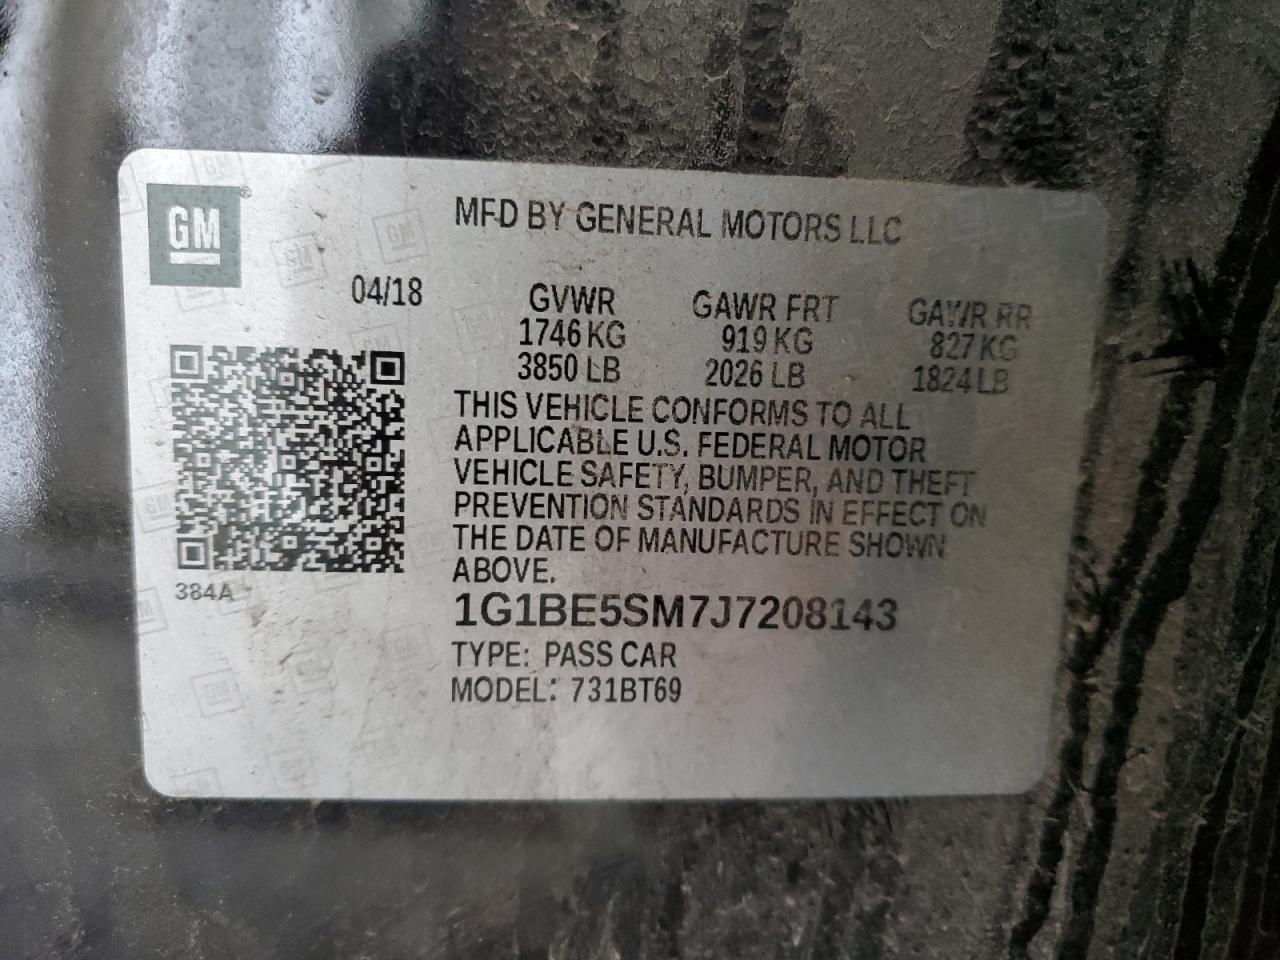 GM®
MFD BY GENERAL MOTORS LLC
04/18
GVWR GAWR FRT GAWR RR
1746 KG 919 KG 827 KG
3850 LB 2026 LB 1824 LB
THIS VEHICLE CONFORMS TO ALL
APPLICABLE U.S. FEDERAL MOTOR
VEHICLE SAFETY, BUMPER, AND THEFT
PREVENTION STANDARDS IN EFFECT ON
THE DATE OF MANUFACTURE SHOWN
ABOVE.
384A
1G1BE5SM7J7208143
TYPE: PASS CAR
MODEL: 731BT69